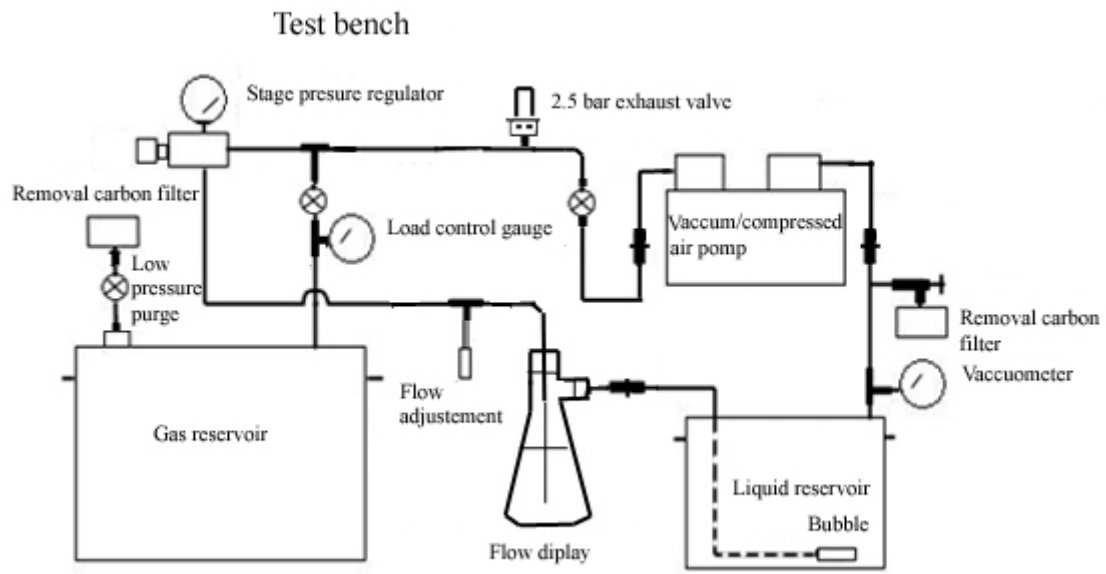 Test bench
Stage presure regulator
2.5 bar exhaust valve
Removal carbon filter
Load control gauge
Vaccum/compressed
air pomp
Low
pressure
purge
Removal carbon
filter
Vaccuometer
Flow
adjustement
Gas reservoir
Liquid reservoir
Bubble
Flow diplay